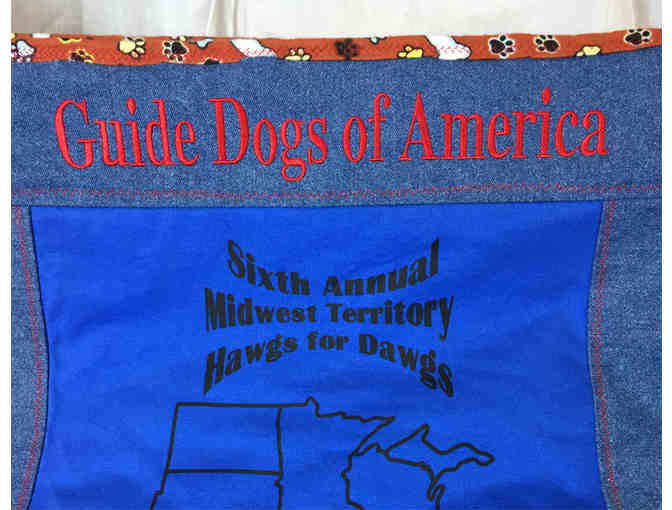 Guide Dogs of America
Sixth Annual
Midwest Territory
Hawgs for Dawgs